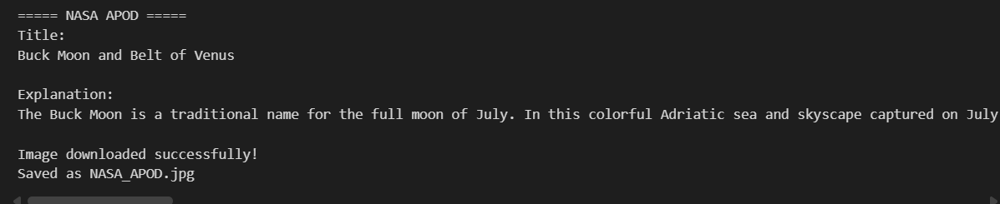 ===== NASA APOD =====
Title:
Buck Moon and Belt of Venus
Explanation:
The Buck Moon is a traditional name for the full moon of July. In this colorful Adriatic sea and skyscape captured on July
Image downloaded successfully!
Saved as NASA_APOD.jpg